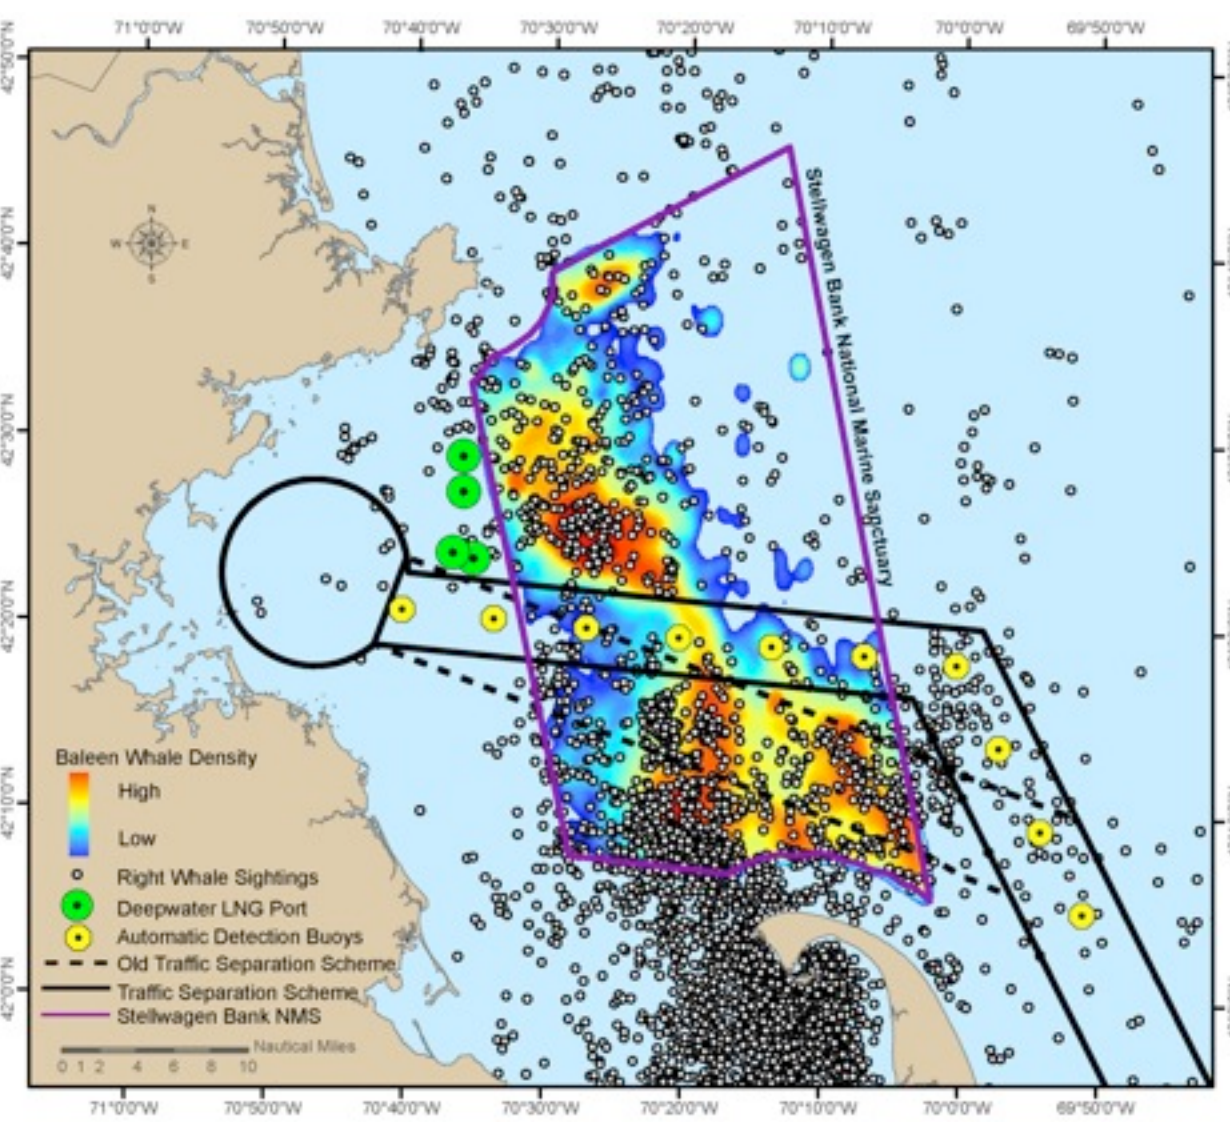 71°0'0"W 70°50'0"W 70°40'0"W 70°30'0"W 70°20'0"W 70°10'0"W 70°0'0"W 69°50'0"W
42°50'0"N
42°40'0"N
42°30'0"N
42°20'0"N
42°10'0"N
42°0'0"N
N
W E
S
Stellwagen Bank National Marine Sanctuary
Baleen Whale Density
High
Low
Right Whale Sightings
Deepwater LNG Port
Automatic Detection Buoys
Old Traffic Separation Scheme
Traffic Separation Scheme
Stellwagen Bank NMS
Nautical Miles
0 1 2 4 6 8 10
71°0'0"W 70°50'0"W 70°40'0"W 70°30'0"W 70°20'0"W 70°10'0"W 70°0'0"W 69°50'0"W